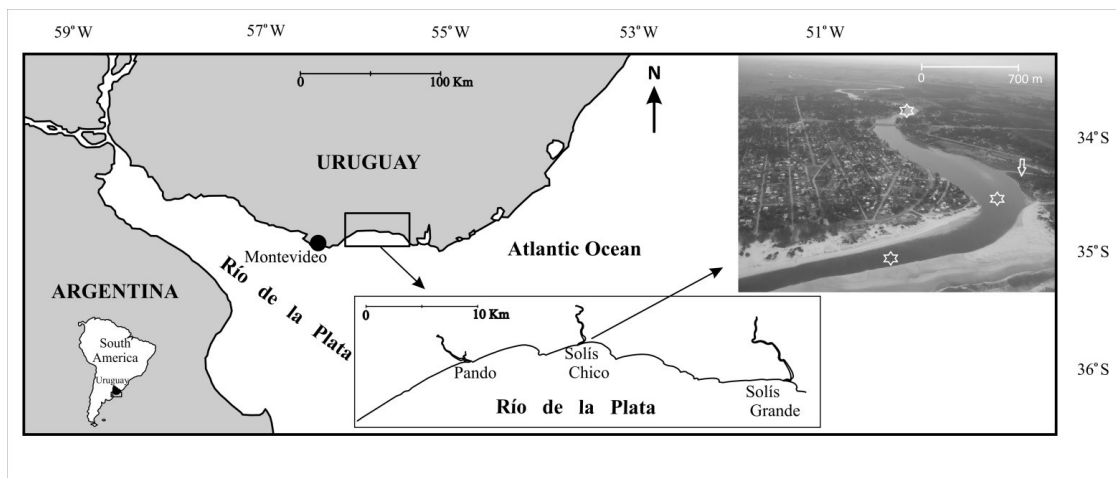 59° W 57° W 55° W 53° W 51° W
0 100 Km
N
0 700 m
34° S
URUGUAY
Montevideo
Atlantic Ocean
35° S
Río de la Plata
ARGENTINA
South
America
Uruguay
0 10 Km
Pando
Solís
Chico
Solís
Grande
Río de la Plata
36° S